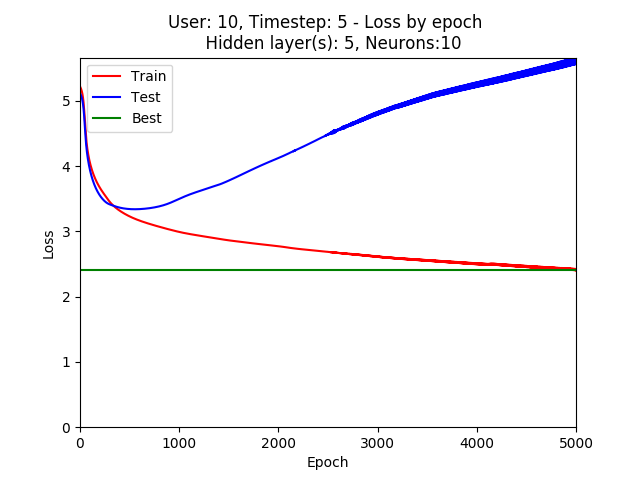 User: 10, Timestep: 5 - Loss by epoch
Hidden layer(s): 5, Neurons:10
Train
Test
Best
5
4
3
2
1
0
Loss
0
1000
2000
3000
4000
5000
Epoch